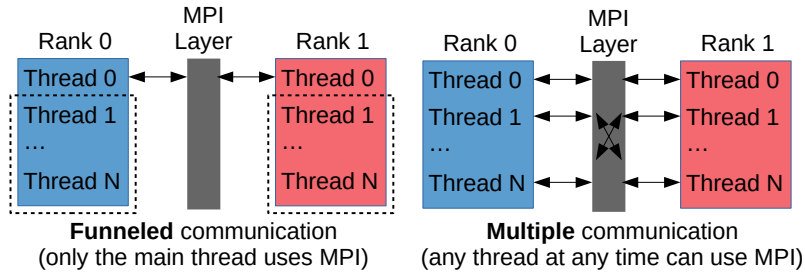 MPI
Layer
Rank 0
Rank 1
Thread 0
Thread 1
...
Thread N
Thread 0
Thread 1
...
Thread N
Funneled communication
(only the main thread uses MPI)
MPI
Layer
Rank 0
Rank 1
Thread 0
Thread 1
...
Thread N
Thread 0
Thread 1
...
Thread N
Multiple communication
(any thread at any time can use MPI)